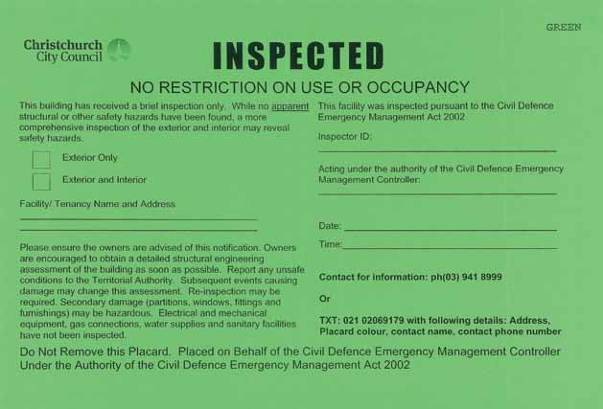 GREEN
Christchurch
City Council
INSPECTED
NO RESTRICTION ON USE OR OCCUPANCY
This building has received a brief inspection only. While no apparent
structural or other safety hazards have been found, a more
comprehensive inspection of the exterior and interior may reveal
safety hazards.
Exterior Only
Exterior and Interior
Facility/ Tenancy Name and Address
Please ensure the owners are advised of this notification. Owners
are encouraged to obtain a detailed structural engineering
assessment of the building as soon as possible. Report any unsafe
conditions to the Territorial Authority. Subsequent events causing
damage may change this assessment. Re-inspection may be
required. Secondary damage (partitions, windows, fittings and
furnishings) may be hazardous. Electrical and mechanical
equipment, gas connections, water supplies and sanitary facilities
have not been inspected.
This facility was inspected pursuant to the Civil Defence
Emergency Management Act 2002
Inspector ID:
Acting under the authority of the Civil Defence Emergency
Management Controller:
Date:
Time:
Contact for information: ph(03) 941 8999
Or
TXT: 021 02069179 with following details: Address,
Placard colour, contact name, contact phone number
Do Not Remove this Placard. Placed on Behalf of the Civil Defence Emergency Management Controller
Under the Authority of the Civil Defence Emergency Management Act 2002